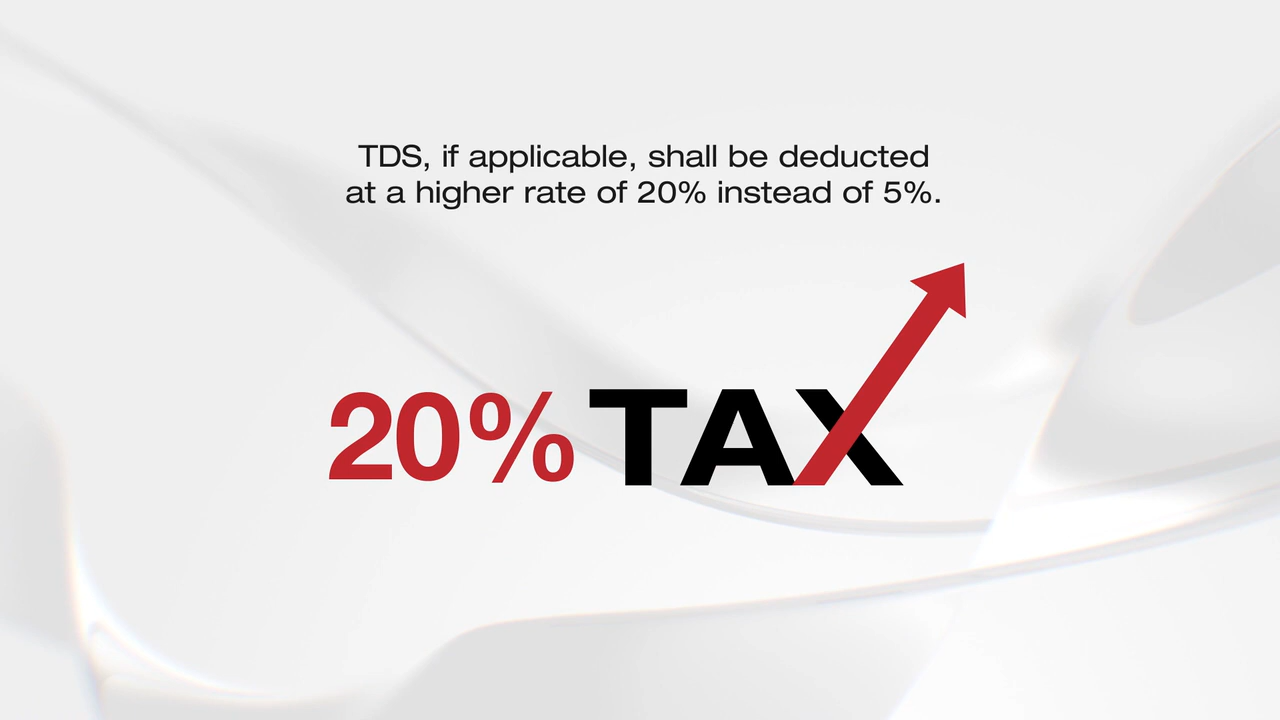 TDS, if applicable, shall be deducted
at a higher rate of 20% instead of 5%.
20% TAX